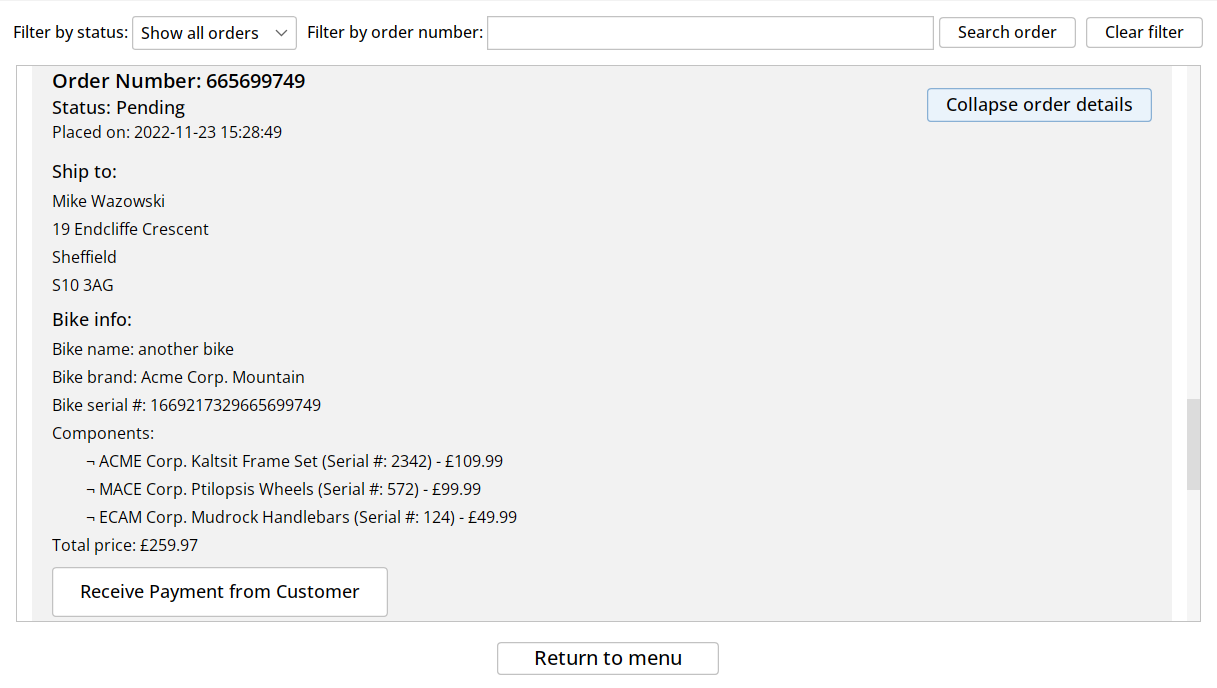 Filter by status: Show all orders Filter by order number: Search order Clear filter
Order Number: 665699749
Status: Pending
Collapse order details
Placed on: 2022-11-23 15:28:49
Ship to:
Mike Wazowski
19 Endcliffe Crescent
Sheffield
S10 3AG
Bike info:
Bike name: another bike
Bike brand: Acme Corp. Mountain
Bike serial #: 1669217329665699749
Components:
¬ ACME Corp. Kaltsit Frame Set (Serial #: 2342) - £109.99
¬ MACE Corp. Ptilopsis Wheels (Serial #: 572) - £99.99
¬ ECAM Corp. Mudrock Handlebars (Serial #: 124) - £49.99
Total price: £259.97
Receive Payment from Customer
Return to menu